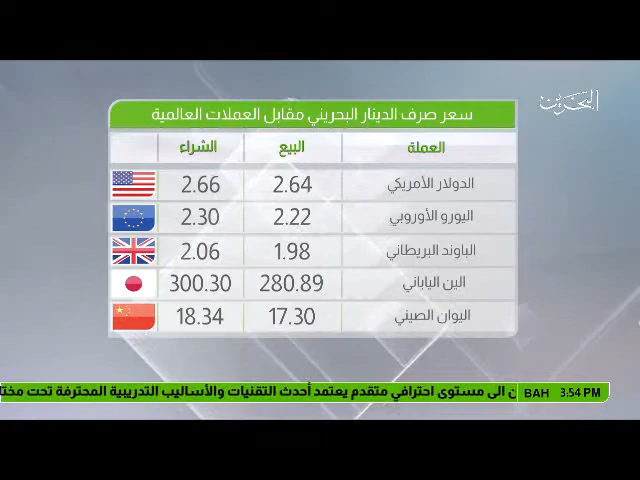 البحرين
سعر صرف الدينار البحريني مقابل العملات العالمية
العملة البيع الشراء
الدولار الأمريكي 2.64 2.66
اليورو الأوروبي 2.22 2.30
الباوند البريطاني 1.98 2.06
الين الياباني 280.89 300.30
اليوان الصيني 17.30 18.34
الى مستوى احترافي متقدم يعتمد أحدث التقنيات والأساليب التدريبية المحترفة تحت
BAH 3:54 PM